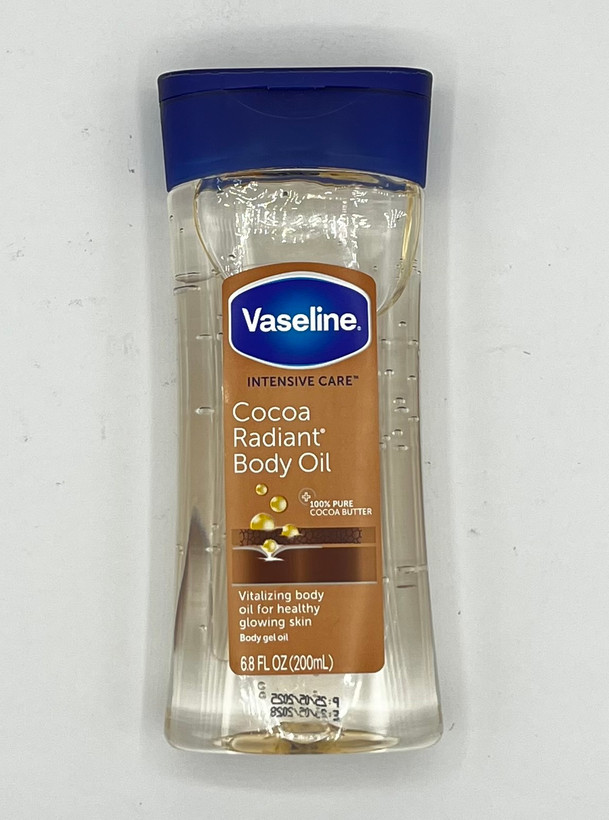 Vaseline®
INTENSIVE CARE™
Cocoa
Radiant®
Body Oil
100% PURE
COCOA BUTTER
Vitalizing body
oil for healthy
glowing skin
Body gel oil
6.8 FL OZ (200mL)